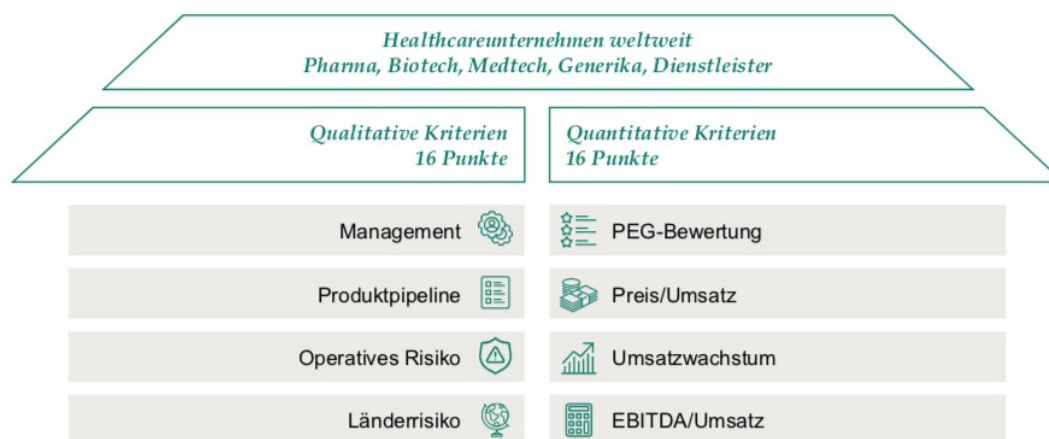 Healthcareunternehmen weltweit
Pharma, Biotech, Medtech, Generika, Dienstleister
Qualitative Kriterien
16 Punkte
Quantitative Kriterien
16 Punkte
Management
PEG-Bewertung
Produktpipeline
Preis/Umsatz
Operatives Risiko
Umsatzwachstum
Länderrisiko
EBITDA/Umsatz